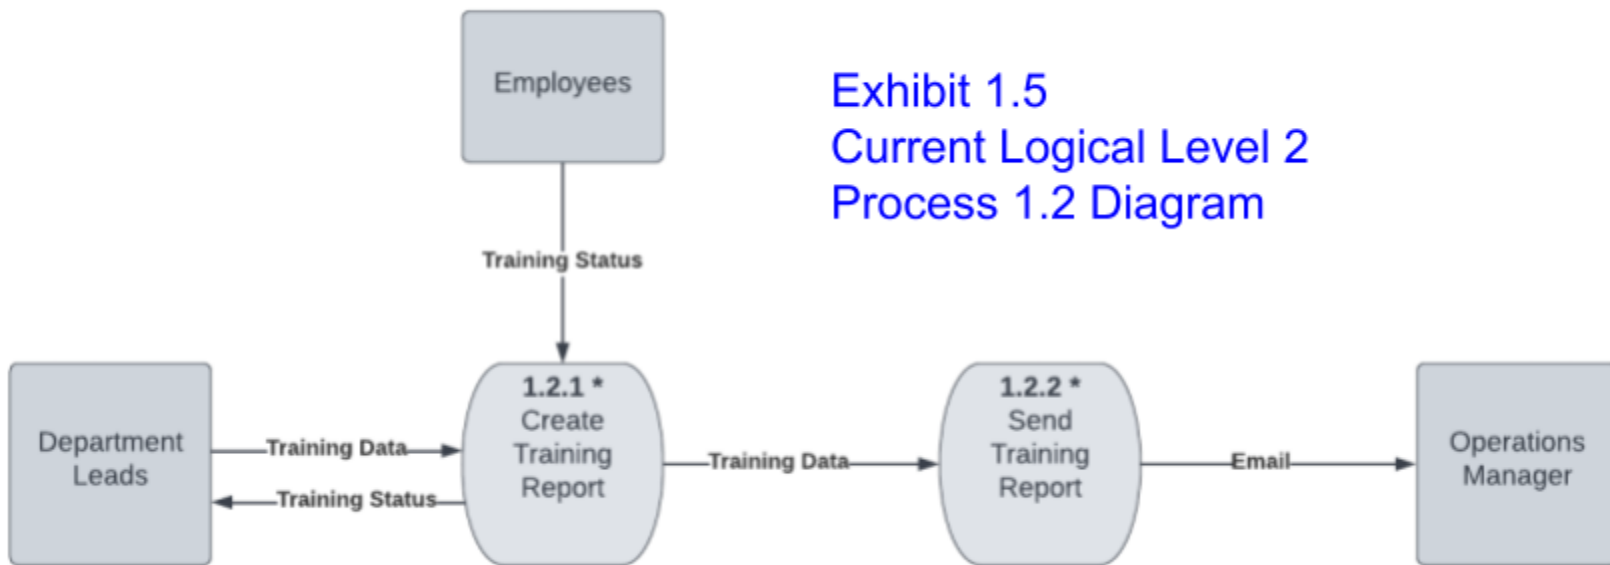 Employees
Exhibit 1.5
Current Logical Level 2
Process 1.2 Diagram
Training Status
Department
Leads
Training Data
Training Status
1.2.1 *
Create
Training
Report
Training Data
1.2.2 *
Send
Training
Report
Email
Operations
Manager